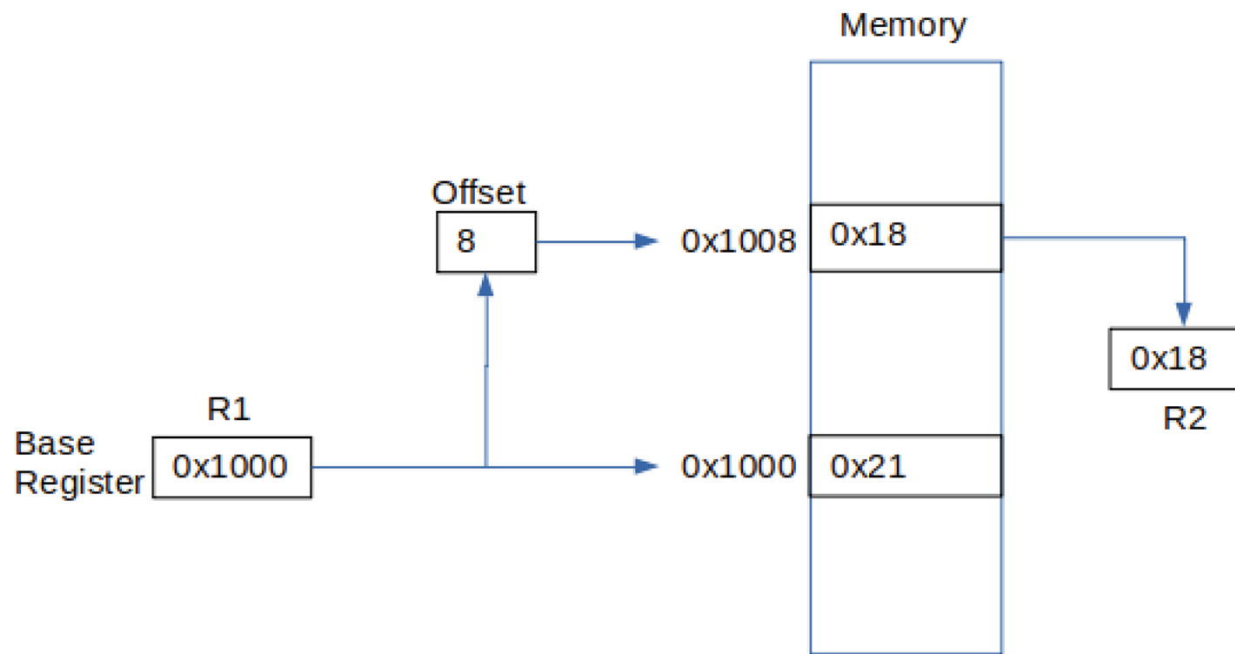 Memory
Offset
8
0x1008
0x18
0x18
R2
R1
Base
Register
0x1000
0x1000
0x21